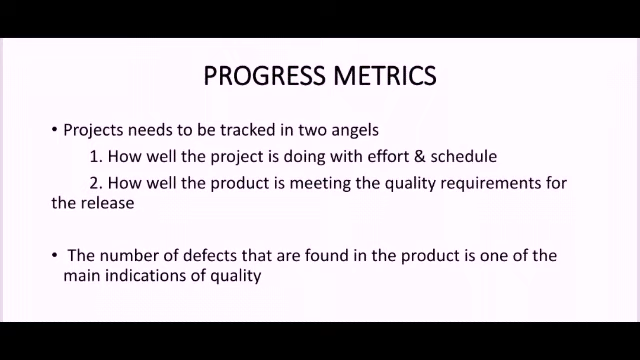 PROGRESS METRICS
• Projects needs to be tracked in two angels
1. How well the project is doing with effort & schedule
2. How well the product is meeting the quality requirements for
the release
• The number of defects that are found in the product is one of the
main indications of quality